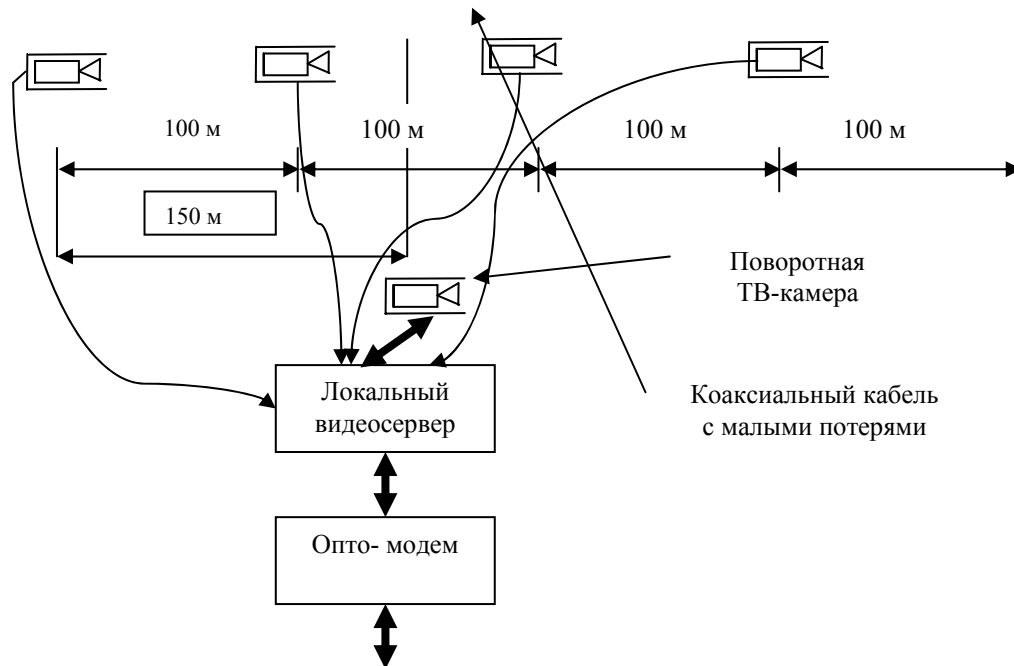 100 м
100 м
100 м
100 м
150 м
Поворотная
ТВ-камера
Локальный
видеосервер
Коаксиальный кабель
с малыми потерями
Опто- модем